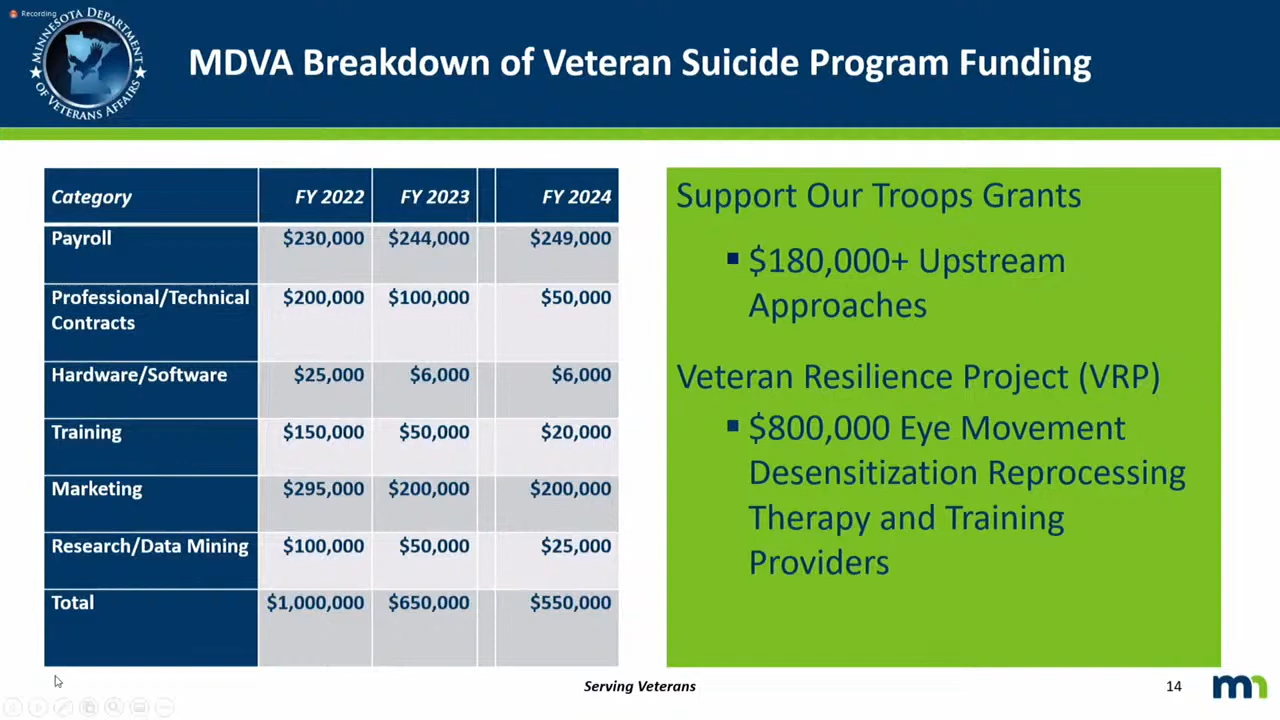 Recording
MINNESOTA DEPARTMENT
OF VETERANS AFFAIRS
MDVA Breakdown of Veteran Suicide Program Funding
Category FY 2022 FY 2023 FY 2024
Payroll $230,000 $244,000 $249,000
Professional/Technical $200,000 $100,000 $50,000
Contracts
Hardware/Software $25,000 $6,000 $6,000
Training $150,000 $50,000 $20,000
Marketing $295,000 $200,000 $200,000
Research/Data Mining $100,000 $50,000 $25,000
Total $1,000,000 $650,000 $550,000
Support Our Troops Grants
▪ $180,000+ Upstream
Approaches
Veteran Resilience Project (VRP)
▪ $800,000 Eye Movement
Desensitization Reprocessing
Therapy and Training
Providers
Serving Veterans
14
mn